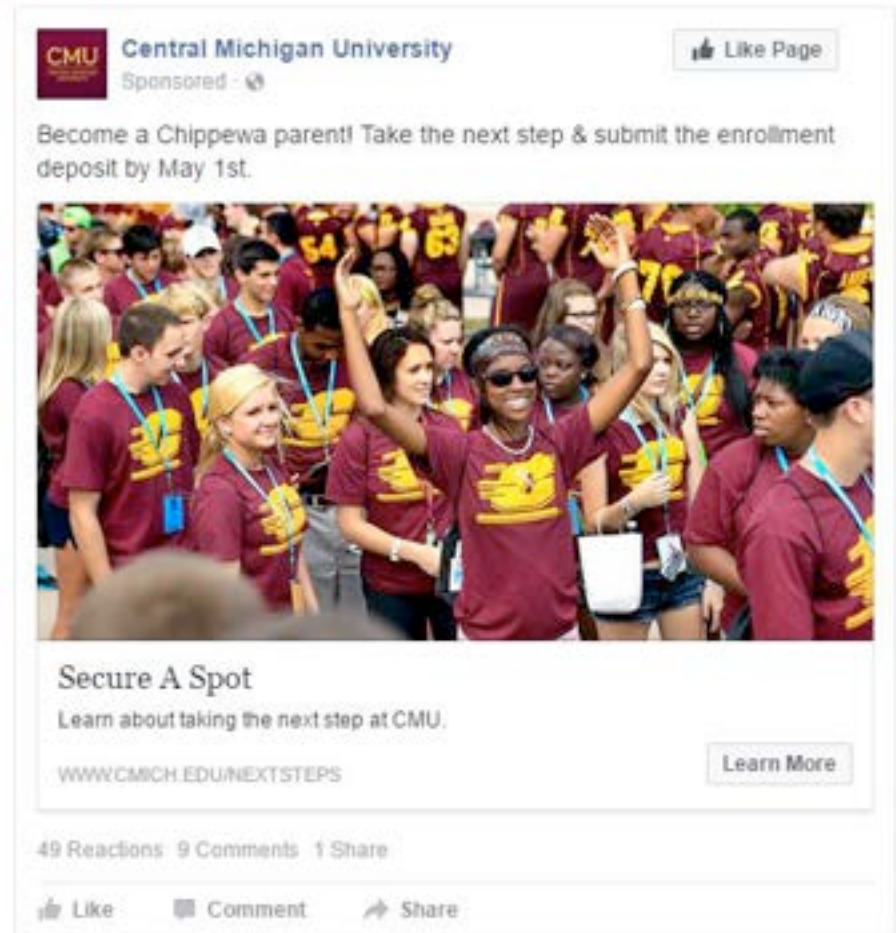 CMU
Central Michigan University
Like Page
Sponsored
Become a Chippewa parent! Take the next step & submit the enrollment
deposit by May 1st.
54
63
70
Secure A Spot
Learn about taking the next step at CMU.
WWW.CMICH.EDU/NEXTSTEPS
Learn More
49 Reactions 9 Comments 1 Share
Like Comment Share